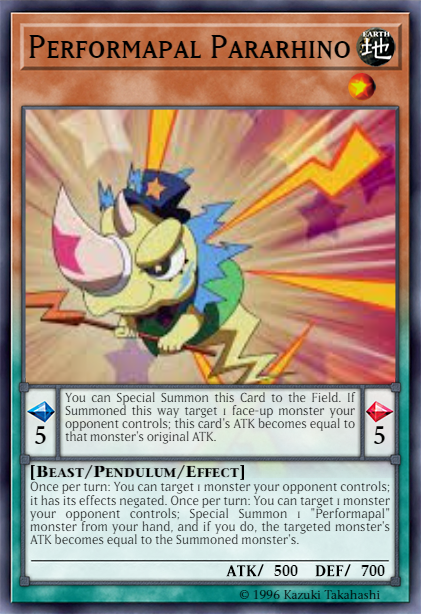 Performapal Pararhino
EARTH
地
You can Special Summon this Card to the Field. If
Summoned this way target 1 face-up monster your
opponent controls; this card's ATK becomes equal to
that monster's original ATK.
5
5
[Beast/Pendulum/Effect]
Once per turn: You can target 1 monster your opponent controls;
it has its effects negated. Once per turn: You can target 1 monster
your opponent controls; Special Summon 1 "Performapal"
monster from your hand, and if you do, the targeted monster's
ATK becomes equal to the Summoned monster's.
ATK/ 500 DEF/ 700
© 1996 Kazuki Takahashi